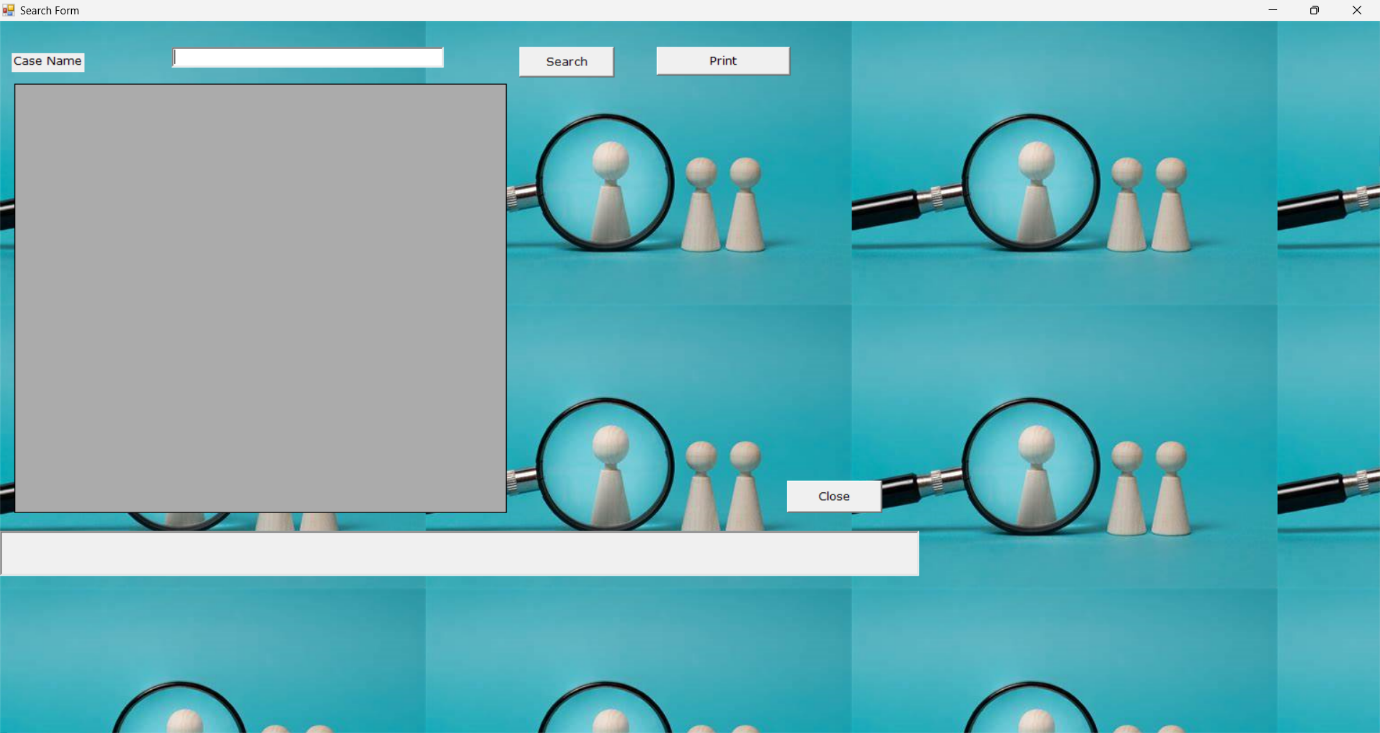 Search Form
Case Name
Search
Print
Close